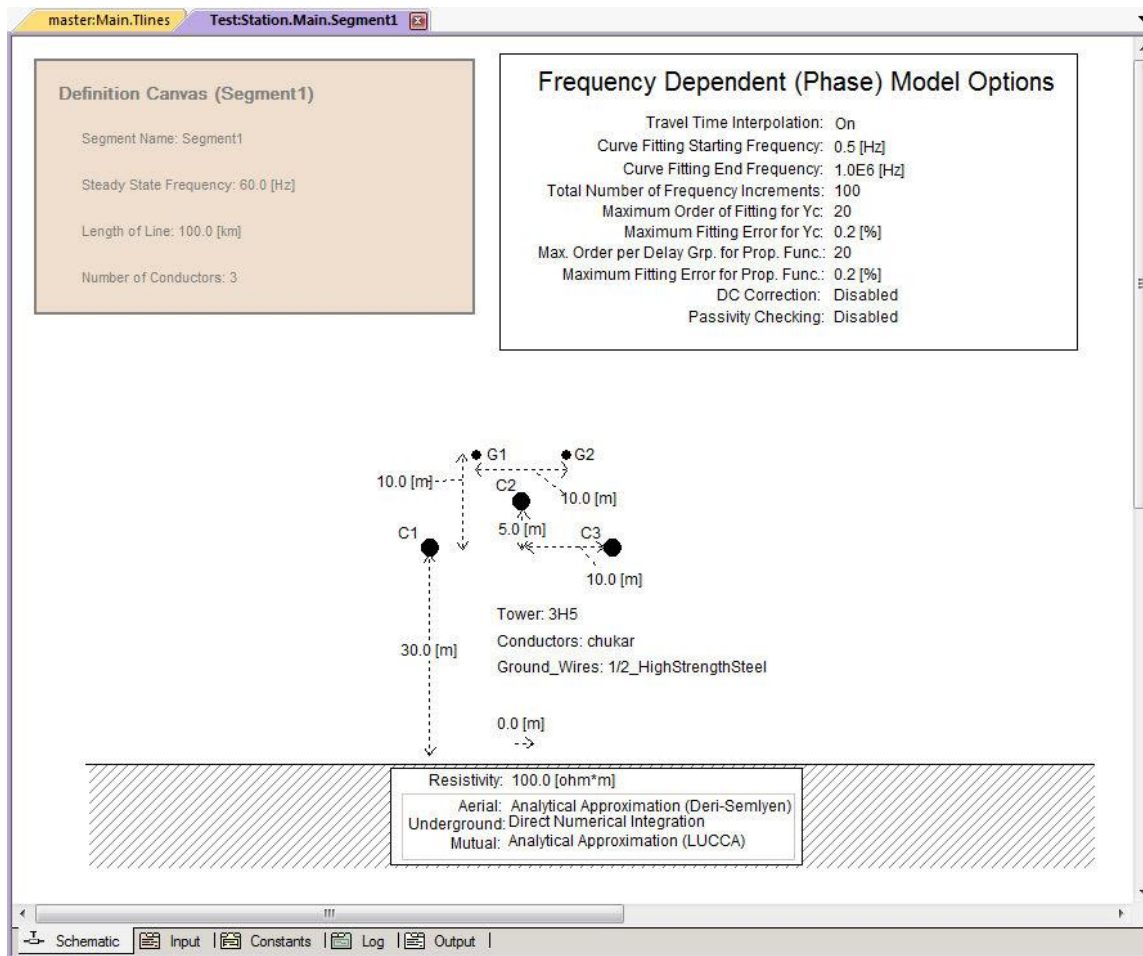 master:Main.Tlines
Test:Station.Main.Segment1
Definition Canvas (Segment1)
Segment Name: Segment1
Steady State Frequency: 60.0 [Hz]
Length of Line: 100.0 [km]
Number of Conductors: 3
Frequency Dependent (Phase) Model Options
Travel Time Interpolation: On
Curve Fitting Starting Frequency: 0.5 [Hz]
Curve Fitting End Frequency: 1.0E6 [Hz]
Total Number of Frequency Increments: 100
Maximum Order of Fitting for Yc: 20
Maximum Fitting Error for Yc: 0.2 [%]
Max. Order per Delay Grp. for Prop. Func.: 20
Maximum Fitting Error for Prop. Func.: 0.2 [%]
DC Correction: Disabled
Passivity Checking: Disabled
G1
G2
10.0 [m]
C2
10.0 [m]
5.0 [m]
C1
C3
10.0 [m]
Tower: 3H5
Conductors: chukar
30.0 [m]
Ground_Wires: 1/2_HighStrengthSteel
0.0 [m]
Resistivity: 100.0 [ohm*m]
Aerial: Analytical Approximation (Deri-Semlyen)
Underground: Direct Numerical Integration
Mutual: Analytical Approximation (LUCCA)
Schematic
Input
Constants
Log
Output